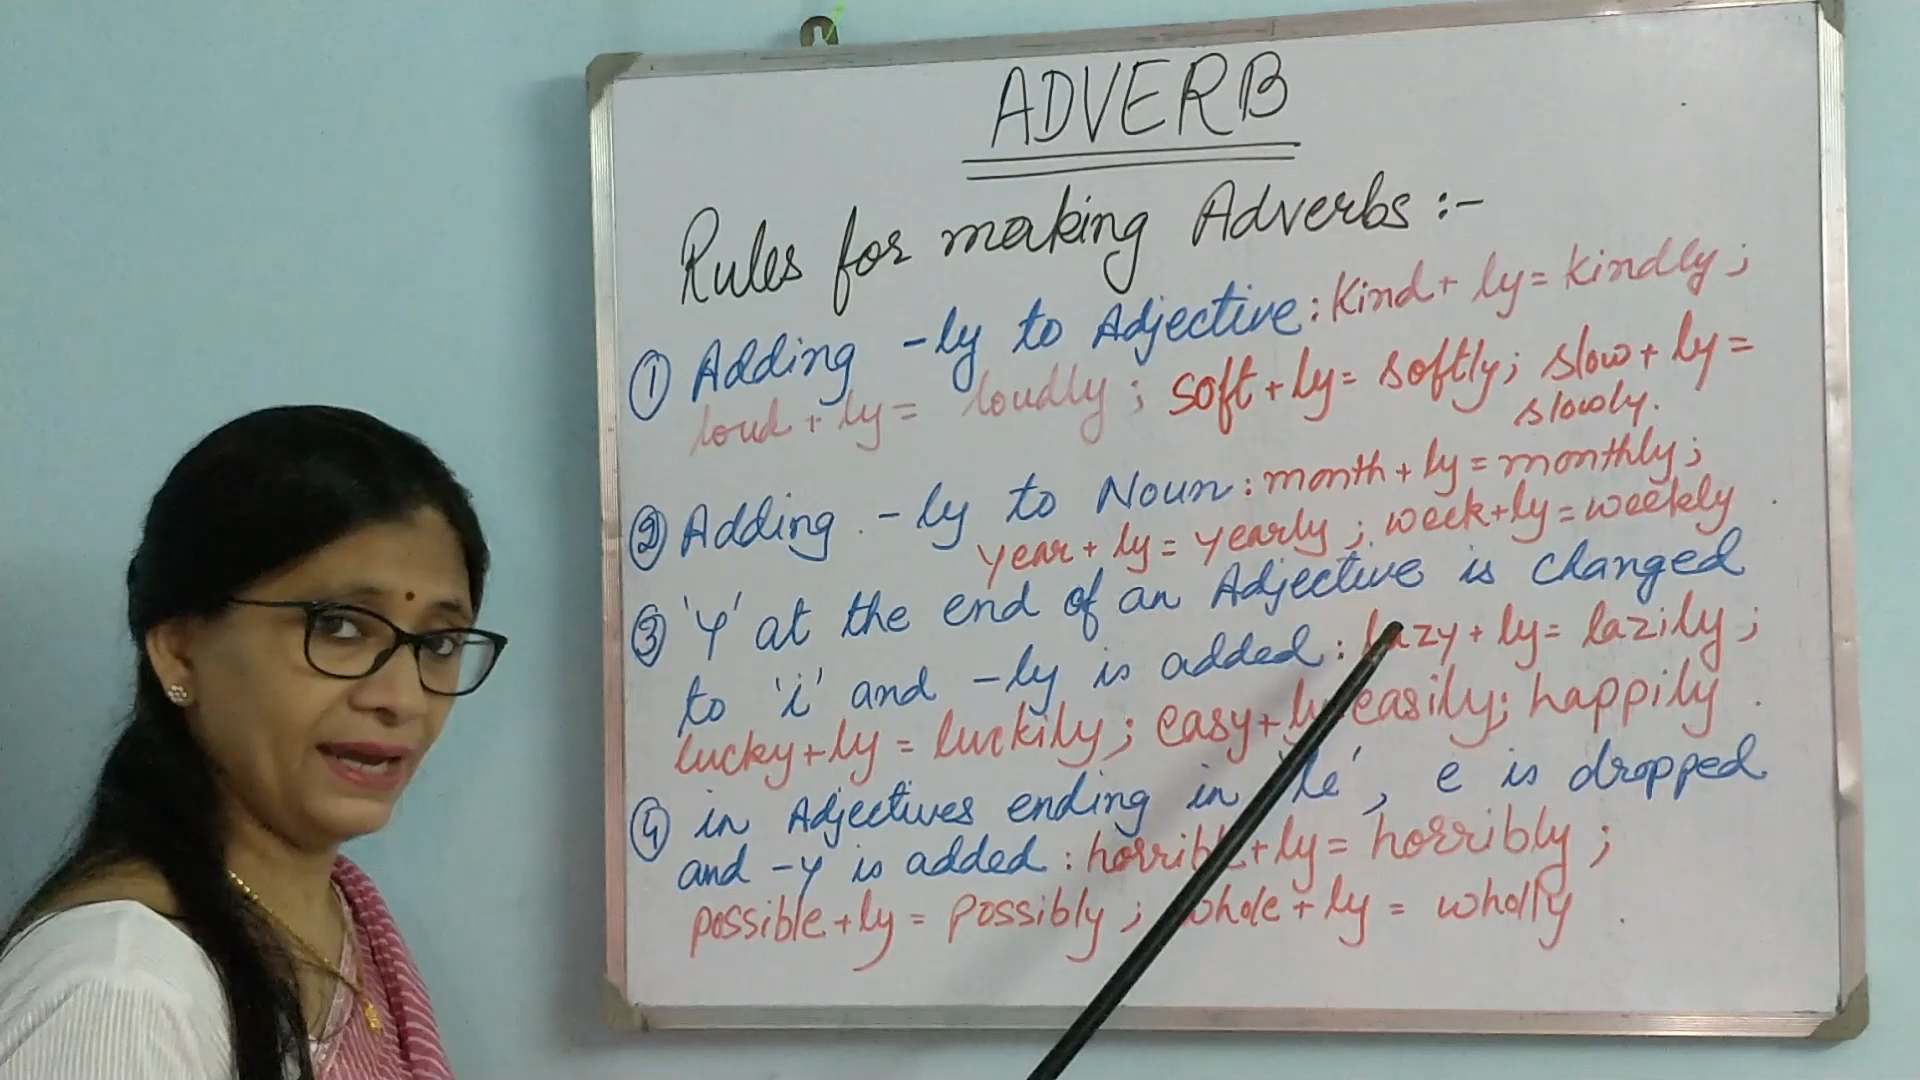 ADVERB
Rules for making Adverbs :-
① Adding -ly to Adjective : Kind + ly = kindly ;
loud + ly = loudly ; soft + ly = softly ; slow + ly =
slowly.
② Adding -ly to Noun : month + ly = monthly ;
year + ly = yearly ; week + ly = weekly
③ 'Y' at the end of an Adjective is changed
to 'i' and -ly is added : lazy + ly = lazily ;
lucky + ly = luckily ; easy + ly easily ; happily
④ in Adjectives ending in 'le', e is dropped
and -y is added : horrible + ly = horribly ;
possible + ly = possibly ; whole + ly = wholly